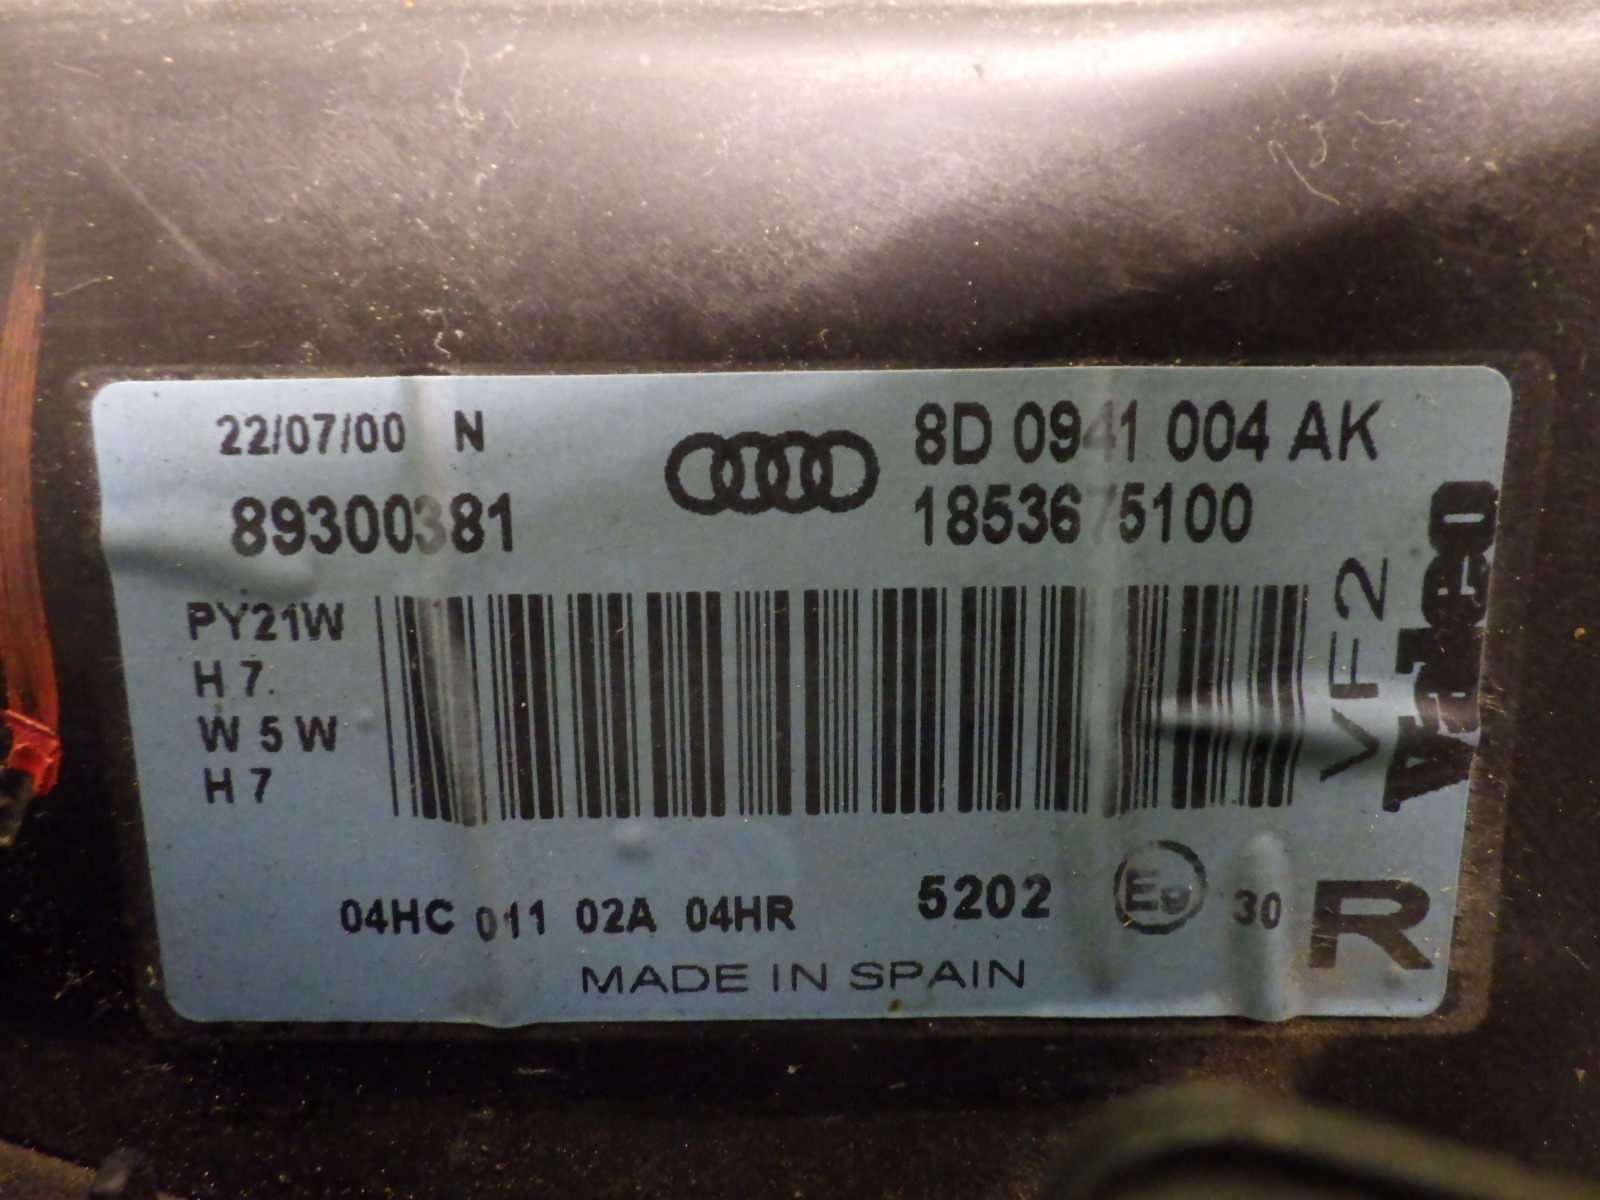 22/07/00 N
8D 0941 004 AK
89300381
1853675100
PY21W
H 7
W 5 W
H 7
VF2
Valeo
04HC 011 02A 04HR
5202
E9
30
R
MADE IN SPAIN